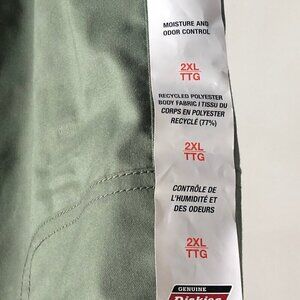 MOISTURE AND
ODOR CONTROL
2XL
TTG
RECYCLED POLYESTER
BODY FABRIC I TISSU DU
CORPS EN POLYESTER
RECYCLÉ (77%)
2XL
TTG
CONTRÔLE DE
L'HUMIDITÉ ET
DES ODEURS
2XL
TTG
GENUINE
Dickies